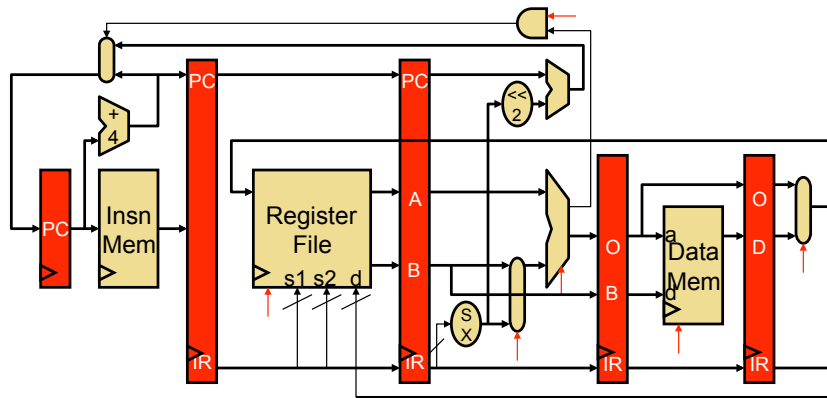 PC
PC
<<
2
+
4
PC
Insn
Mem
Register
File
s1 s2 d
A
B
S
X
O
B
a
d
Data
Mem
O
D
IR
IR
IR
IR